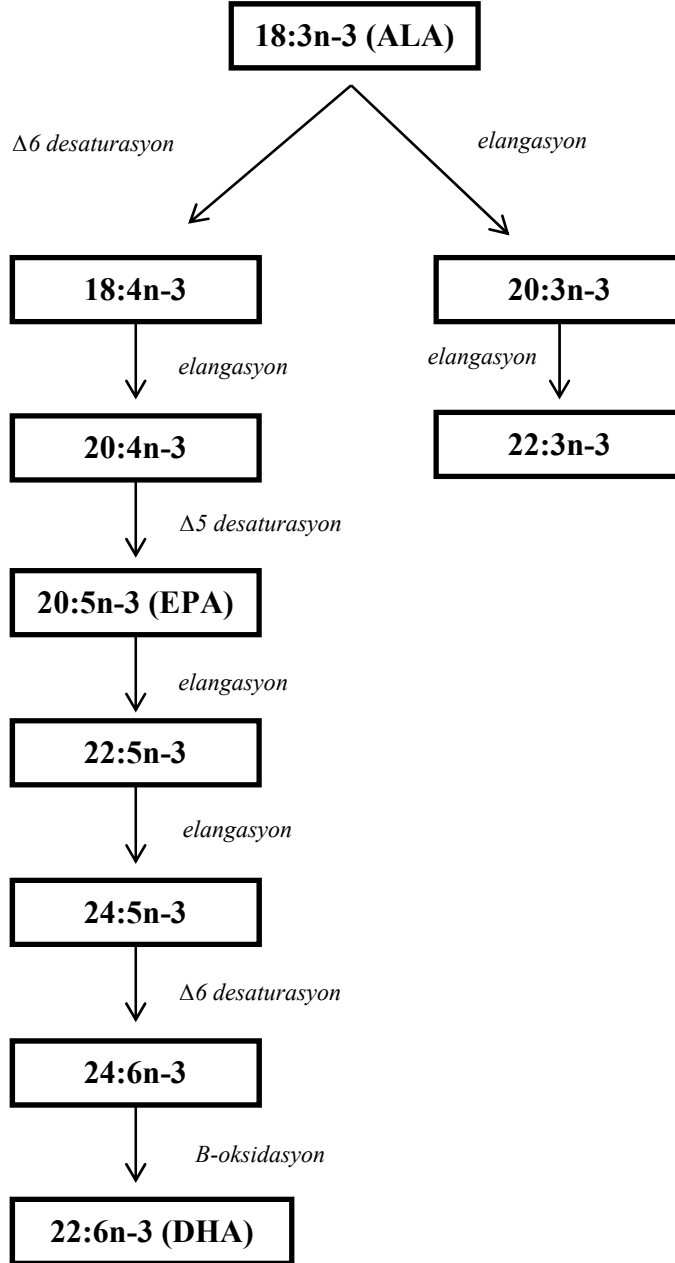 18:3n-3 (ALA)
Δ6 desaturasyon
elangasyon
18:4n-3
20:3n-3
elangasyon
elangasyon
20:4n-3
22:3n-3
Δ5 desaturasyon
20:5n-3 (EPA)
elangasyon
22:5n-3
elangasyon
24:5n-3
Δ6 desaturasyon
24:6n-3
B-oksidasyon
22:6n-3 (DHA)